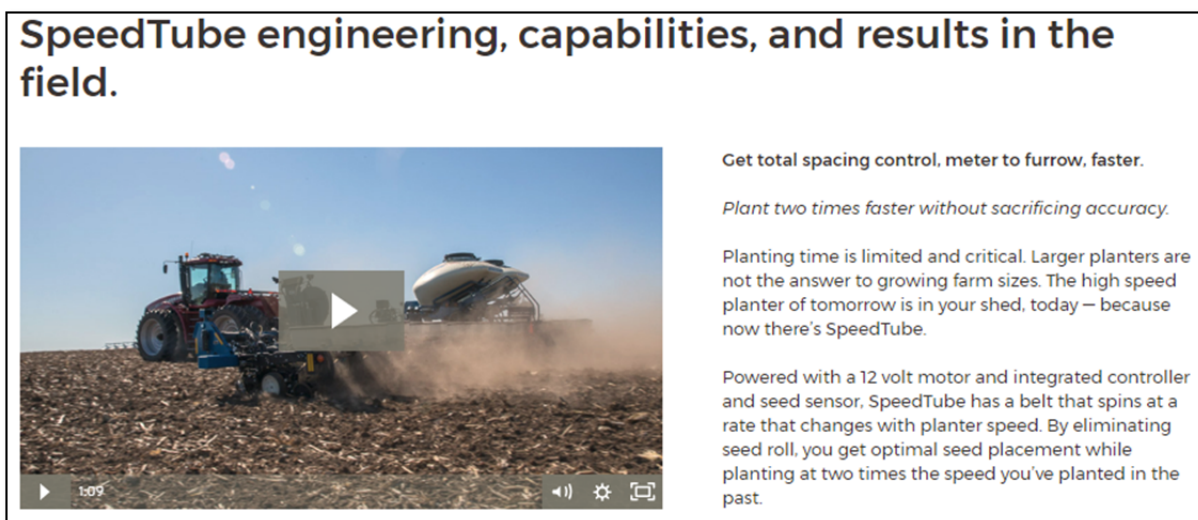 SpeedTube engineering, capabilities, and results in the
field.
Get total spacing control, meter to furrow, faster.
Plant two times faster without sacrificing accuracy.
Planting time is limited and critical. Larger planters are
not the answer to growing farm sizes. The high speed
planter of tomorrow is in your shed, today — because
now there's SpeedTube.
Powered with a 12 volt motor and integrated controller
and seed sensor, SpeedTube has a belt that spins at a
rate that changes with planter speed. By eliminating
seed roll, you get optimal seed placement while
planting at two times the speed you've planted in the
past.
1:09